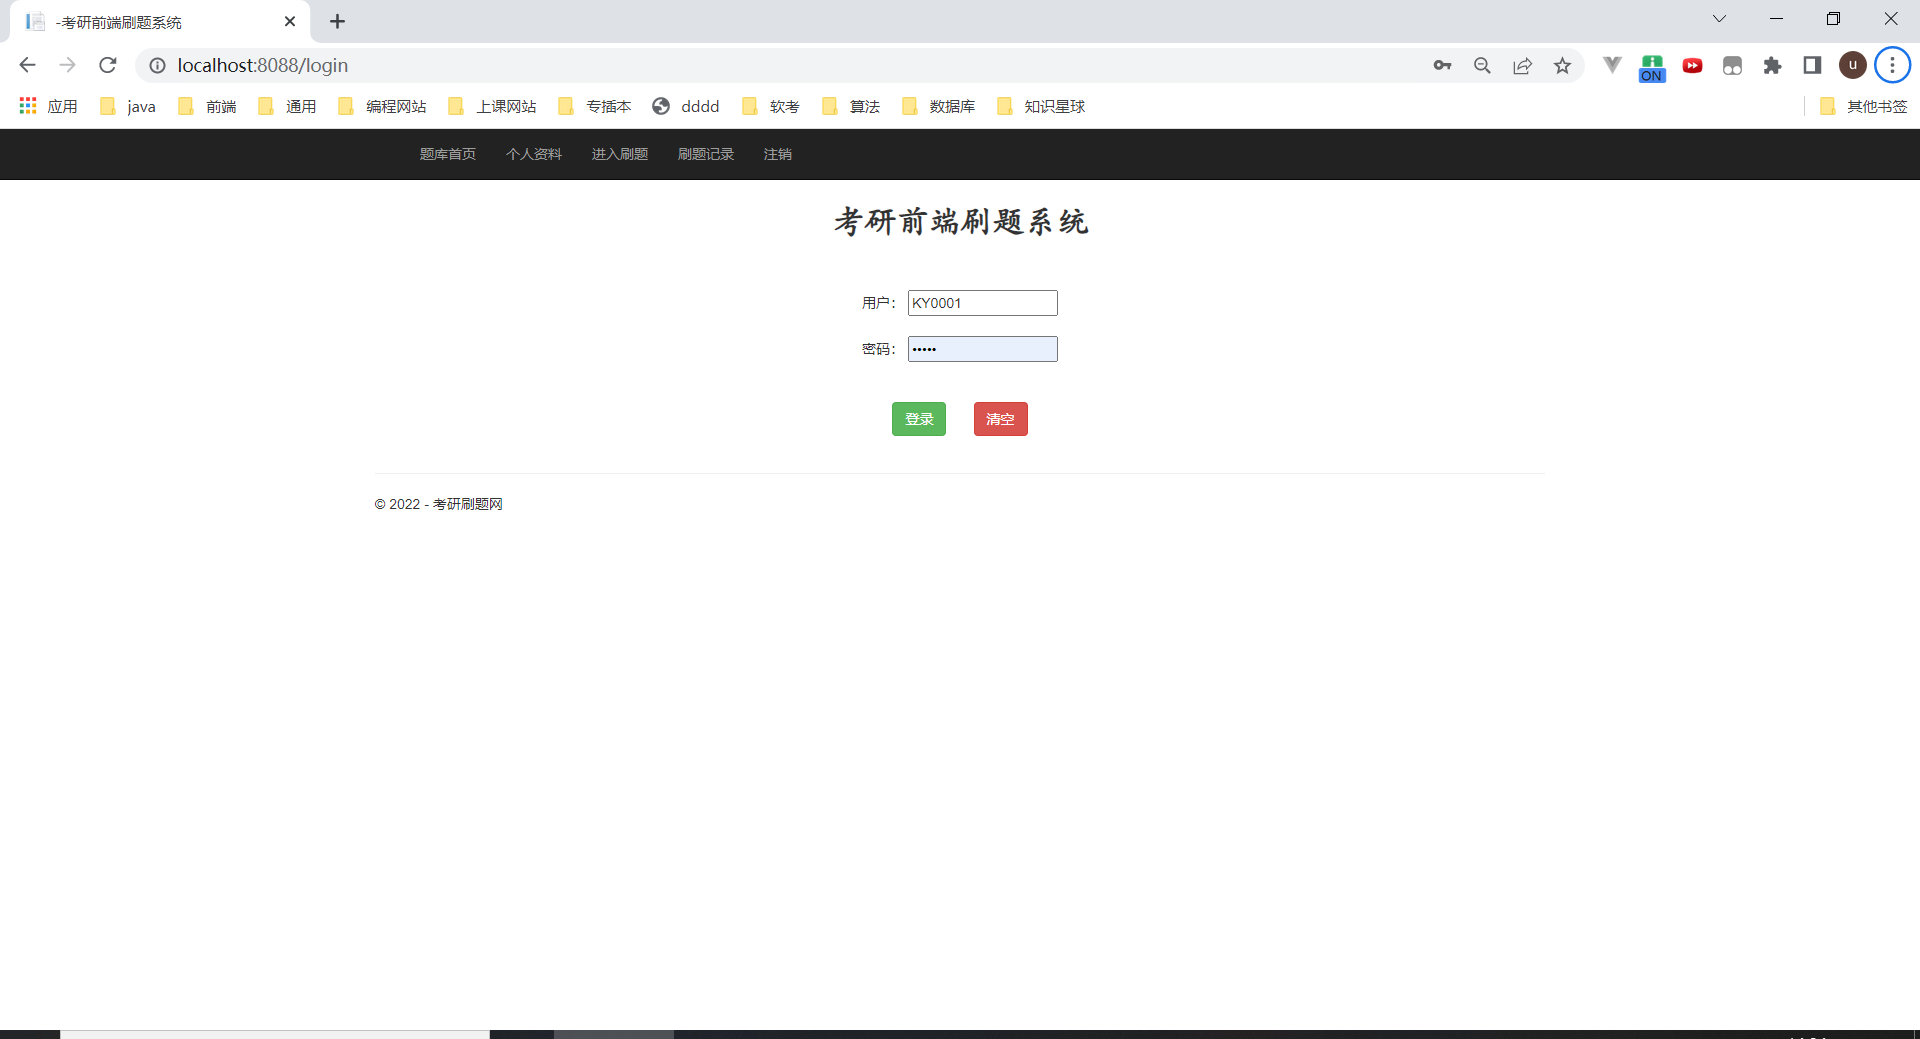 -考研前端刷题系统
localhost:8088/login
ON
u
应用 java 前端 通用 编程网站 上课网站 专插本 dddd 软考 算法 数据库 知识星球 其他书签
题库首页 个人资料 进入刷题 刷题记录 注销
考研前端刷题系统
用户： KY0001
密码： •••••
登录 清空
© 2022 - 考研刷题网